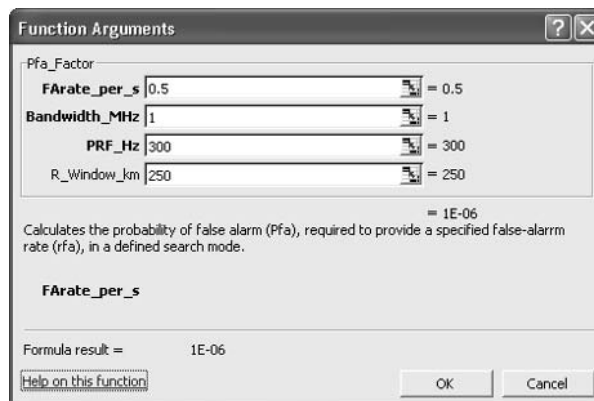 Function Arguments
Pfa_Factor
FArate_per_s 0.5 = 0.5
Bandwidth_MHz 1 = 1
PRF_Hz 300 = 300
R_Window_km 250 = 250
= 1E-06
Calculates the probability of false alarm (Pfa), required to provide a specified false-alarrm
rate (rfa), in a defined search mode.
FArate_per_s
Formula result = 1E-06
Help on this function OK Cancel